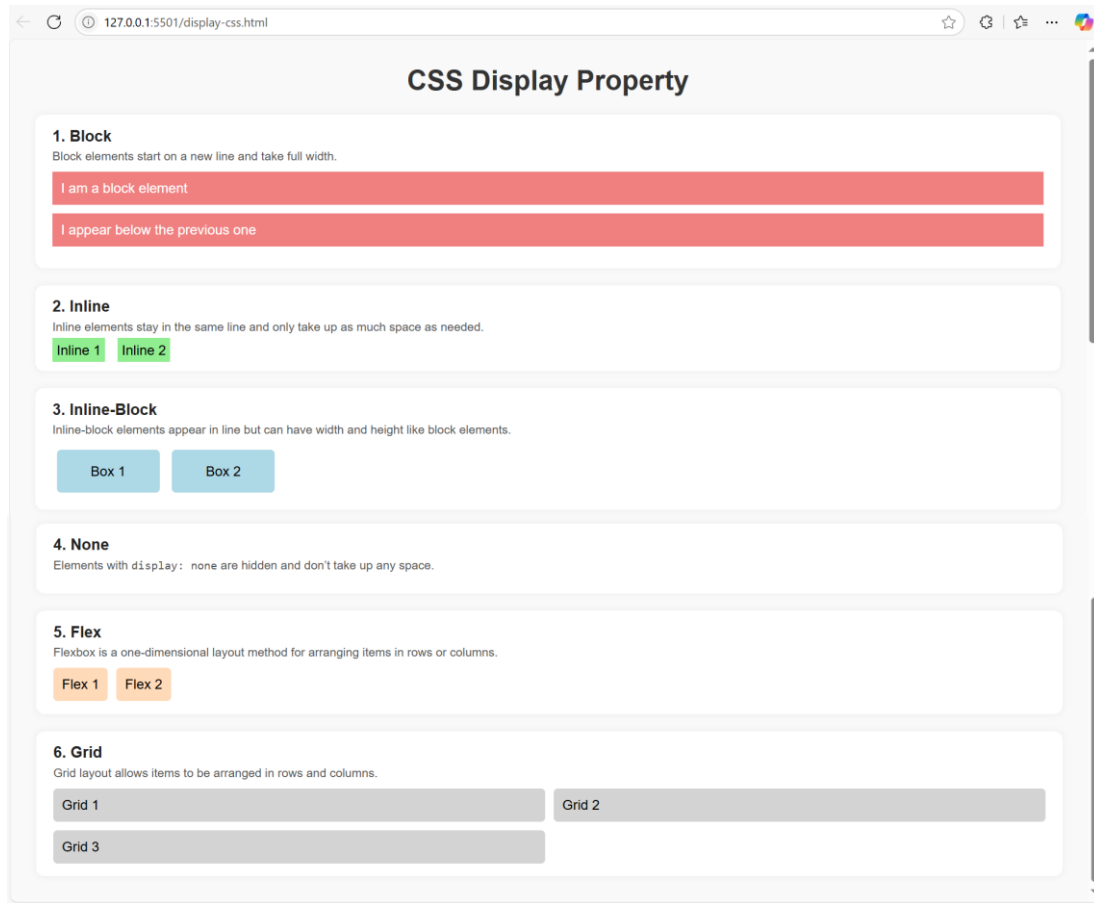 127.0.0.1:5501/display-css.html
CSS Display Property
1. Block
Block elements start on a new line and take full width.
I am a block element
I appear below the previous one
2. Inline
Inline elements stay in the same line and only take up as much space as needed.
Inline 1 Inline 2
3. Inline-Block
Inline-block elements appear in line but can have width and height like block elements.
Box 1 Box 2
4. None
Elements with display: none are hidden and don’t take up any space.
5. Flex
Flexbox is a one-dimensional layout method for arranging items in rows or columns.
Flex 1 Flex 2
6. Grid
Grid layout allows items to be arranged in rows and columns.
Grid 1 Grid 2
Grid 3